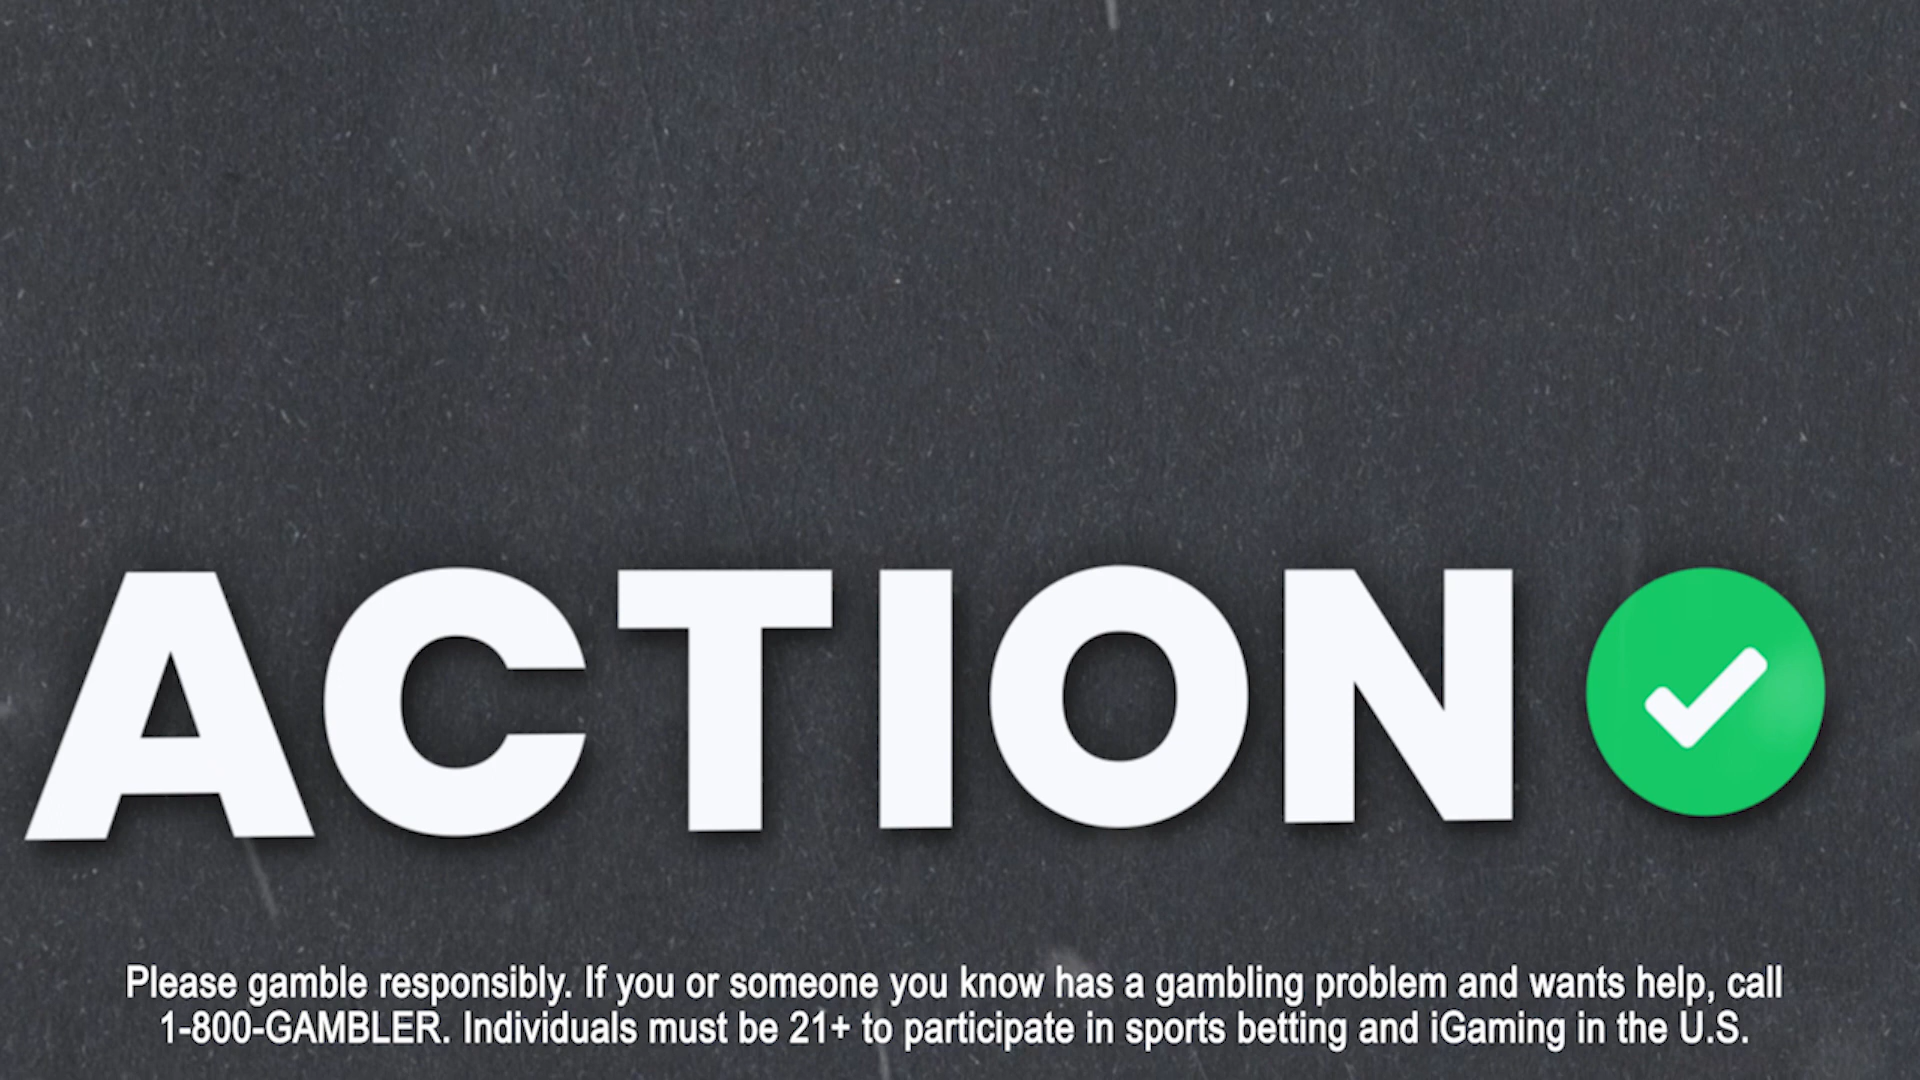 ACTION
Please gamble responsibly. If you or someone you know has a gambling problem and wants help, call
1-800-GAMBLER. Individuals must be 21+ to participate in sports betting and iGaming in the U.S.